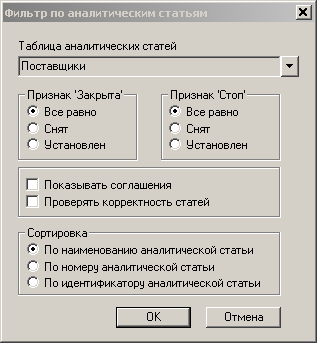 Фильтр по аналитическим статьям
Таблица аналитических статей
Поставщики
Признак 'Закрыта' Признак 'Стоп'
Все равно Все равно
Снят Снят
Установлен Установлен
Показывать соглашения
Проверять корректность статей
Сортировка
По наименованию аналитической статьи
По номеру аналитической статьи
По идентификатору аналитической статьи
OK Отмена